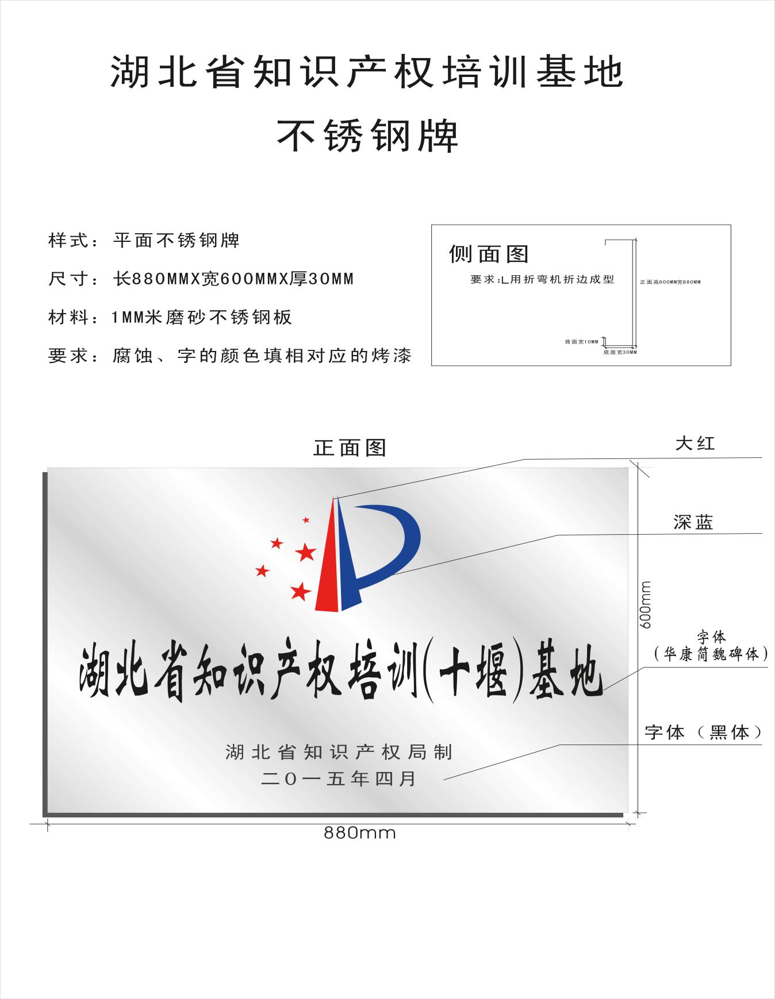 湖北省知识产权培训基地
不锈钢牌
样式：平面不锈钢牌
尺寸：长880MMX宽600MMX厚30MM
材料：1MM米磨砂不锈钢板
要求：腐蚀、字的颜色填相对应的烤漆
侧面图
要求:L用折弯机折边成型
正面高600MM宽880MM
背面宽10MM
底面宽30MM
正面图
大红
深蓝
600mm
字体
（华康简魏碑体）
湖北省知识产权培训(十堰)基地
字体（黑体）
湖北省知识产权局制
二O一五年四月
880mm